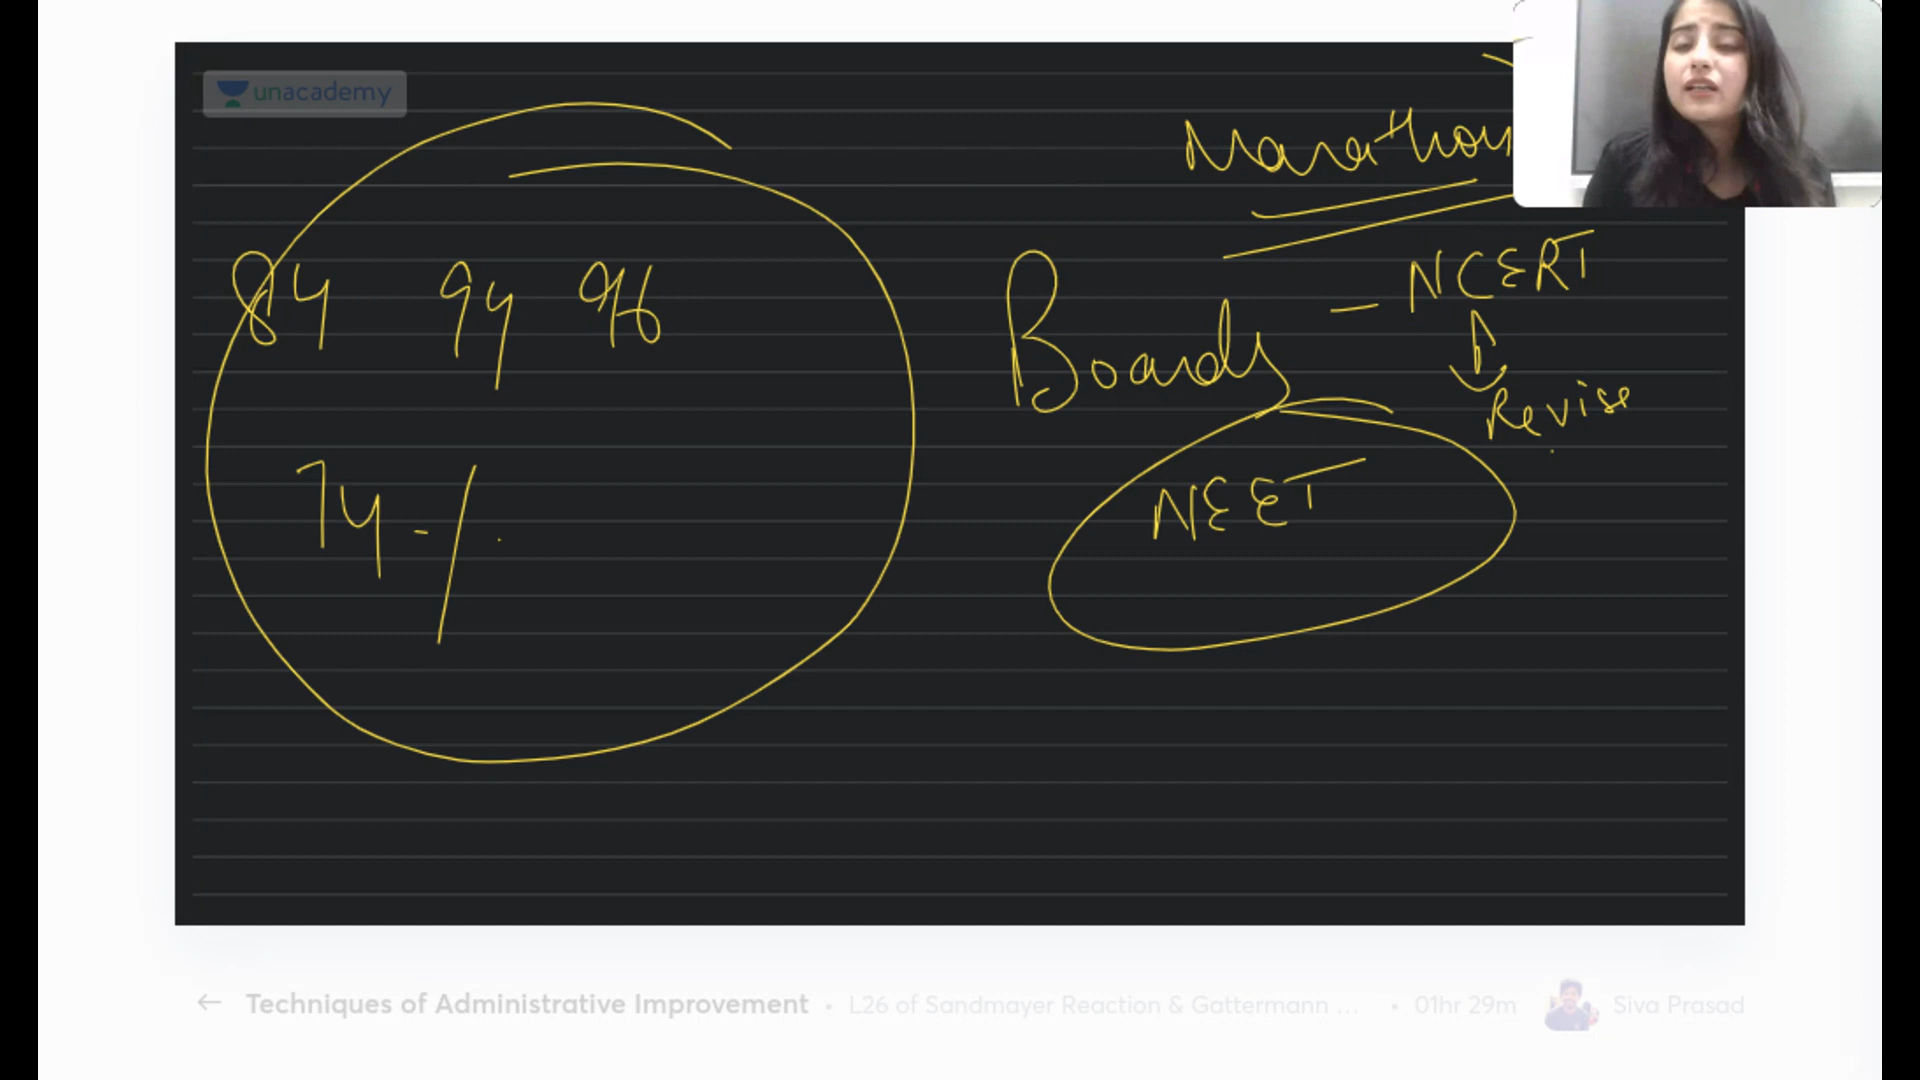 unacademy
Marathon
84 94 96
Boards - NCERT
Revise
74 - /
NEET
← Techniques of Administrative Improvement • L26 of Sandmayer Reaction & Gattermann ... • 01hr 29m Siva Prasad